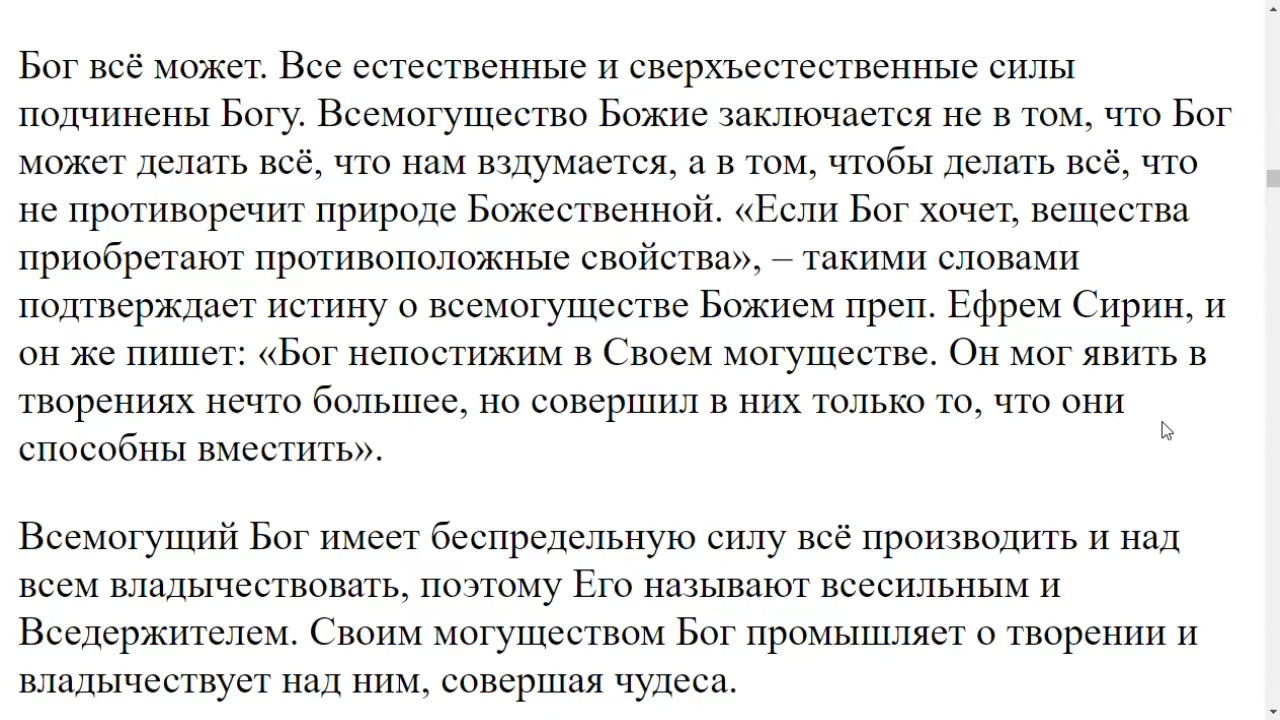 Бог всё может. Все естественные и сверхъестественные силы
подчинены Богу. Всемогущество Божие заключается не в том, что Бог
может делать всё, что нам вздумается, а в том, чтобы делать всё, что
не противоречит природе Божественной. «Если Бог хочет, вещества
приобретают противоположные свойства», – такими словами
подтверждает истину о всемогуществе Божием преп. Ефрем Сирин, и
он же пишет: «Бог непостижим в Своем могуществе. Он мог явить в
творениях нечто большее, но совершил в них только то, что они
способны вместить».
Всемогущий Бог имеет беспредельную силу всё производить и над
всем владычествовать, поэтому Его называют всесильным и
Вседержителем. Своим могуществом Бог промышляет о творении и
владычествует над ним, совершая чудеса.